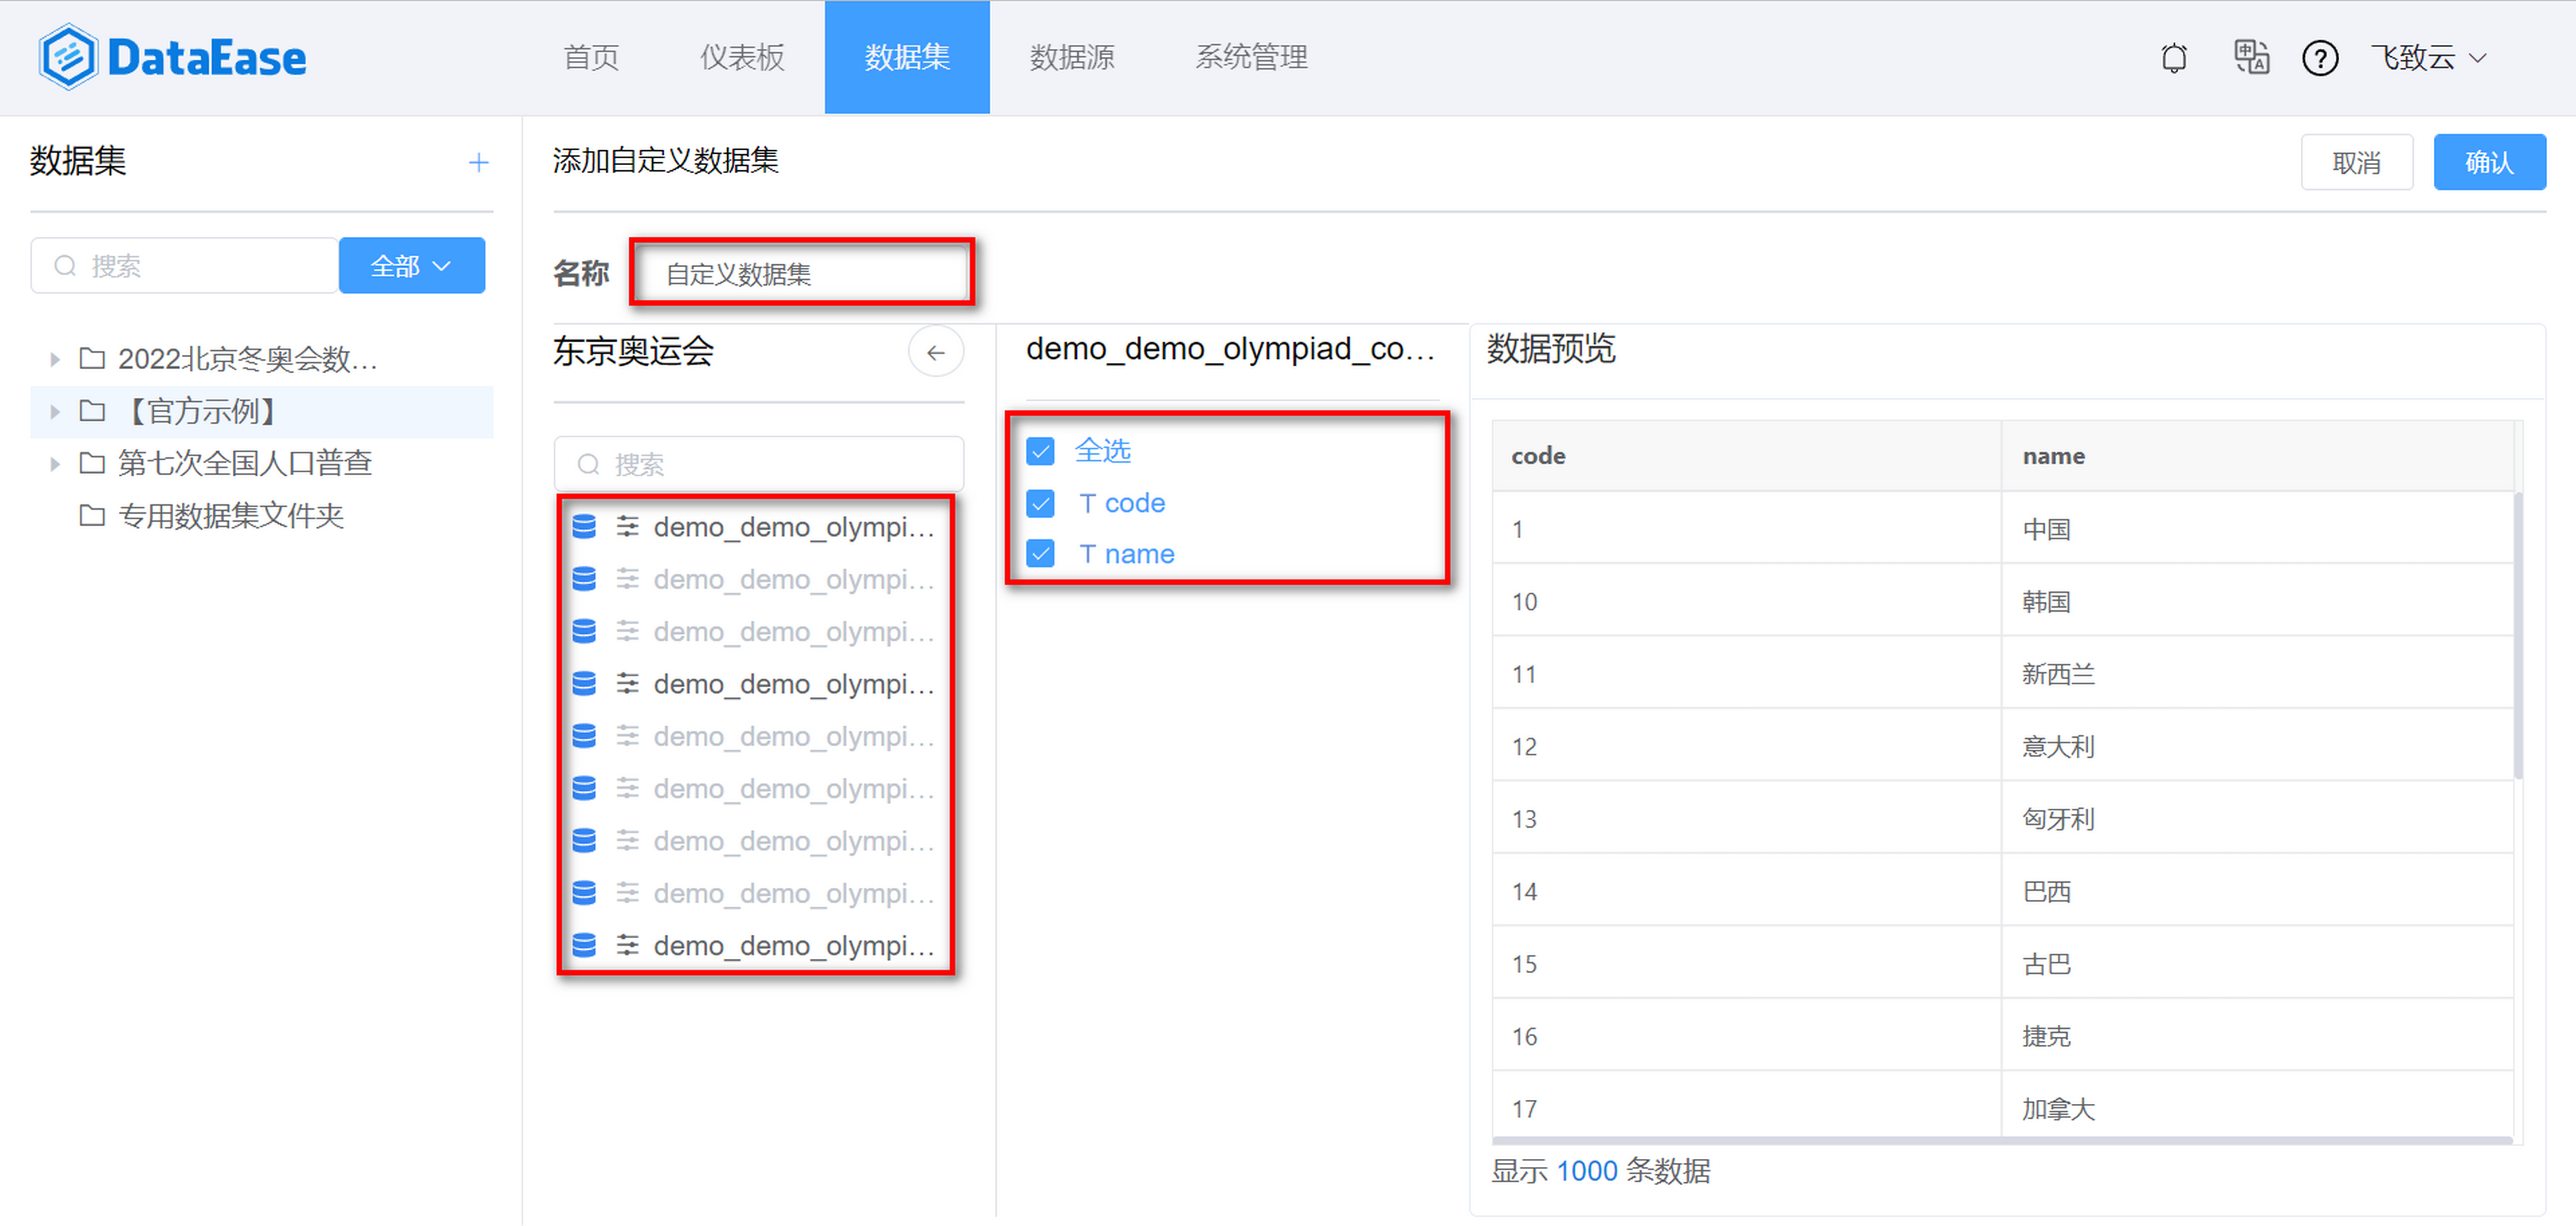 DataEase
首页 仪表板 数据集 数据源 系统管理 飞致云
数据集
搜索 全部
2022北京冬奥会数...
【官方示例】
第七次全国人口普查
专用数据集文件夹
添加自定义数据集 取消 确认
名称 自定义数据集
东京奥运会
搜索
demo_demo_olympi...
demo_demo_olympi...
demo_demo_olympi...
demo_demo_olympi...
demo_demo_olympi...
demo_demo_olympi...
demo_demo_olympi...
demo_demo_olympi...
demo_demo_olympi...
demo_demo_olympiad_co...
全选
T code
T name
数据预览
code name
1 中国
10 韩国
11 新西兰
12 意大利
13 匈牙利
14 巴西
15 古巴
16 捷克
17 加拿大
显示 1000 条数据